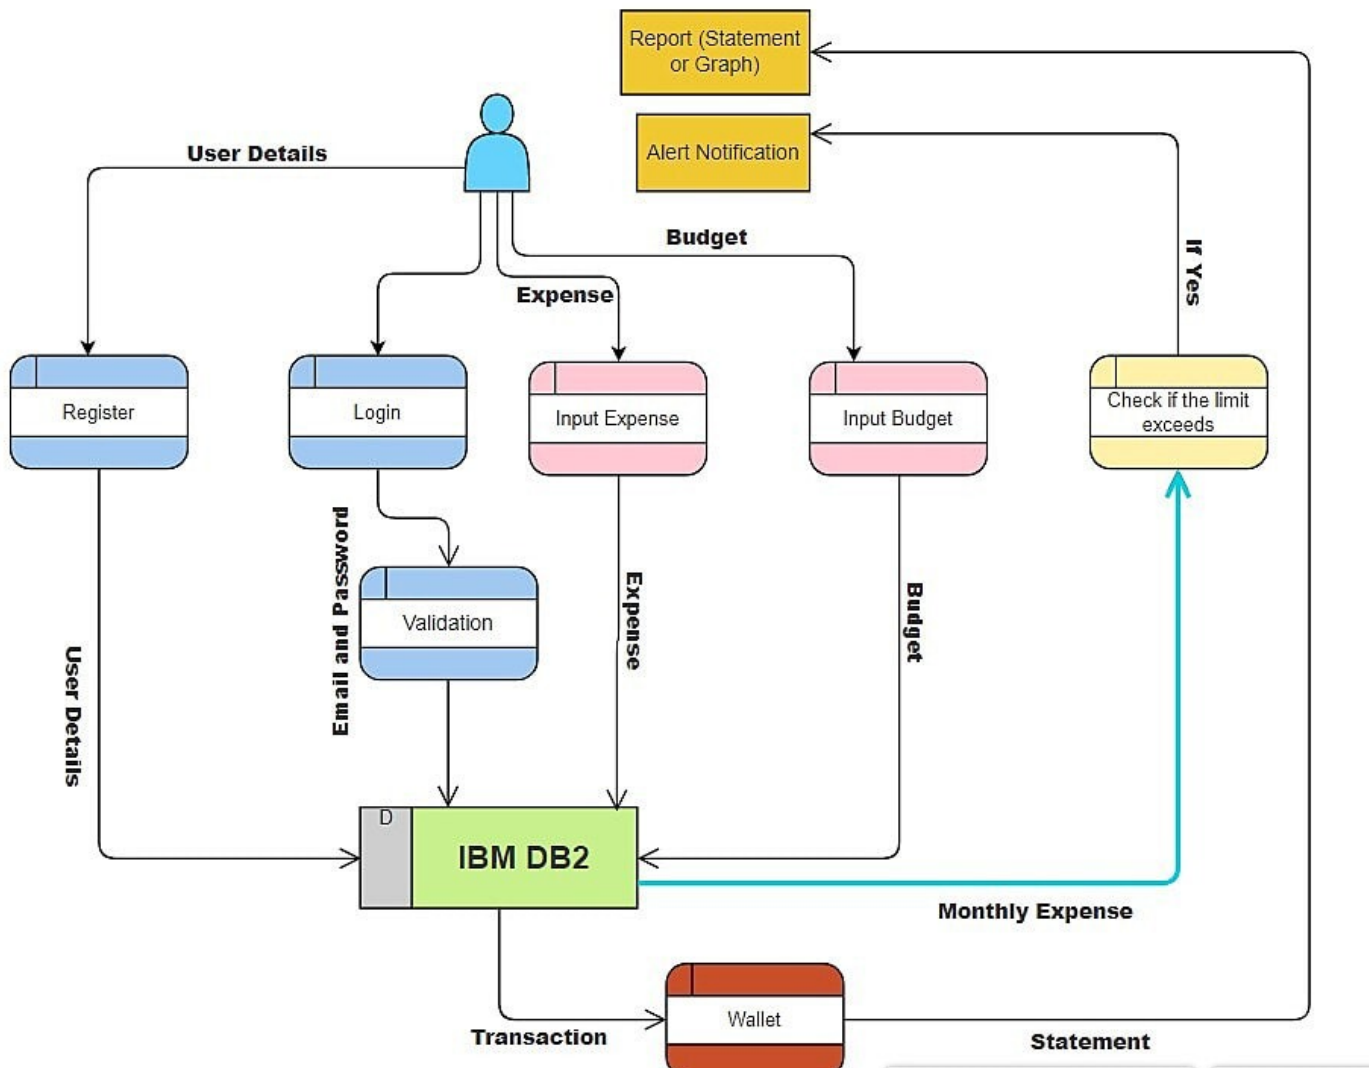 Report (Statement
or Graph)
Alert Notification
User Details
Budget
If Yes
Expense
Register
Login
Input Expense
Input Budget
Check if the limit
exceeds
Email and Password
Validation
Expense
Budget
User Details
D
IBM DB2
Monthly Expense
Wallet
Transaction
Statement